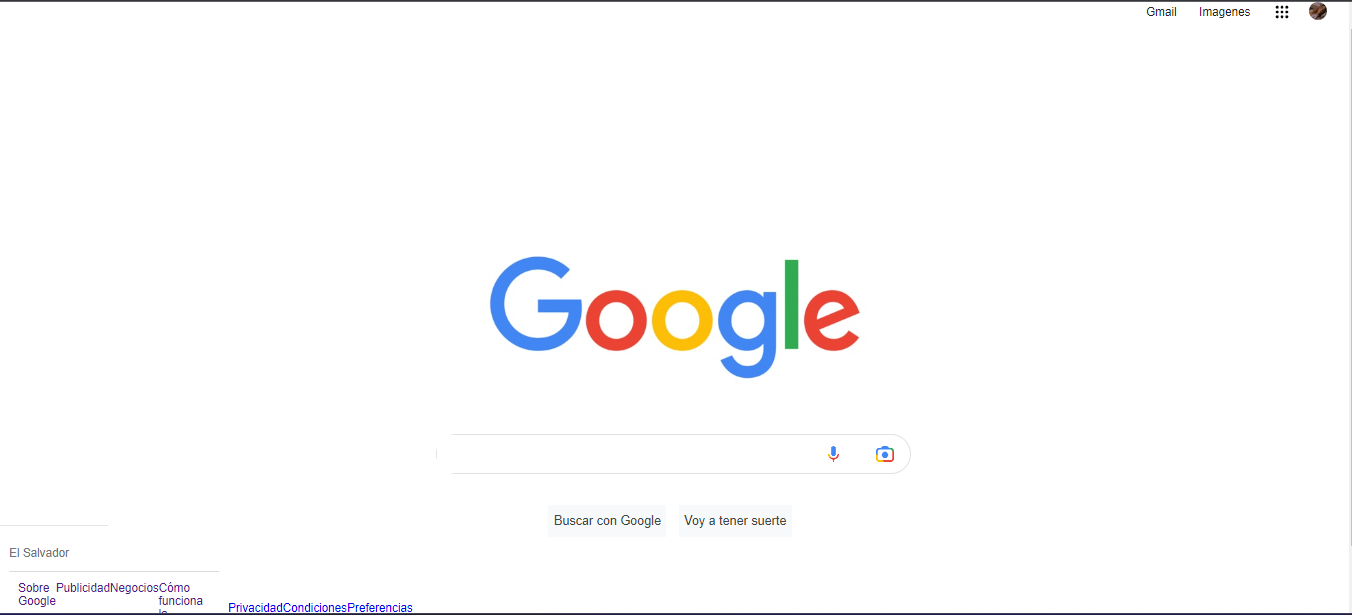 Gmail Imagenes
Google
Buscar con Google Voy a tener suerte
El Salvador
Sobre Google
Publicidad
Negocios
Cómo funciona
Privacidad
Condiciones
Preferencias